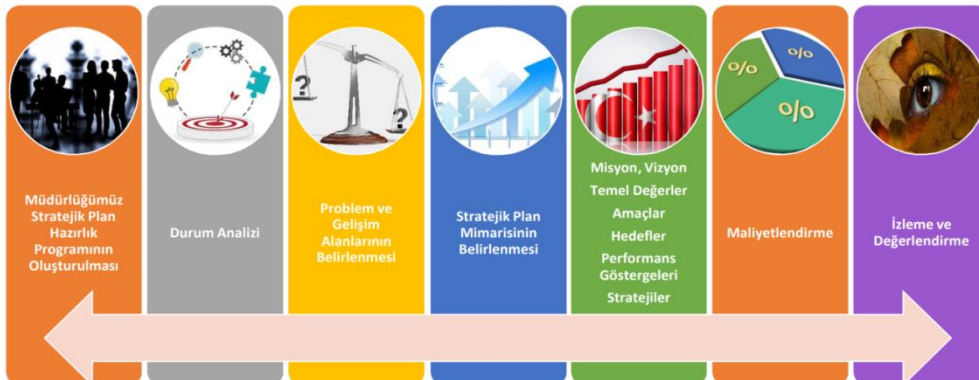 Müdürlüğümüz
Stratejik Plan
Hazırlık
Programının
Oluşturulması
Durum Analizi
?
?
Problem ve
Gelişim
Alanlarının
Belirlenmesi
Stratejik Plan
Mimarisinin
Belirlenmesi
Misyon, Vizyon
Temel Değerler
Amaçlar
Hedefler
Performans
Göstergeleri
Stratejiler
%
%
%
Maliyetlendirme
İzleme ve
Değerlendirme